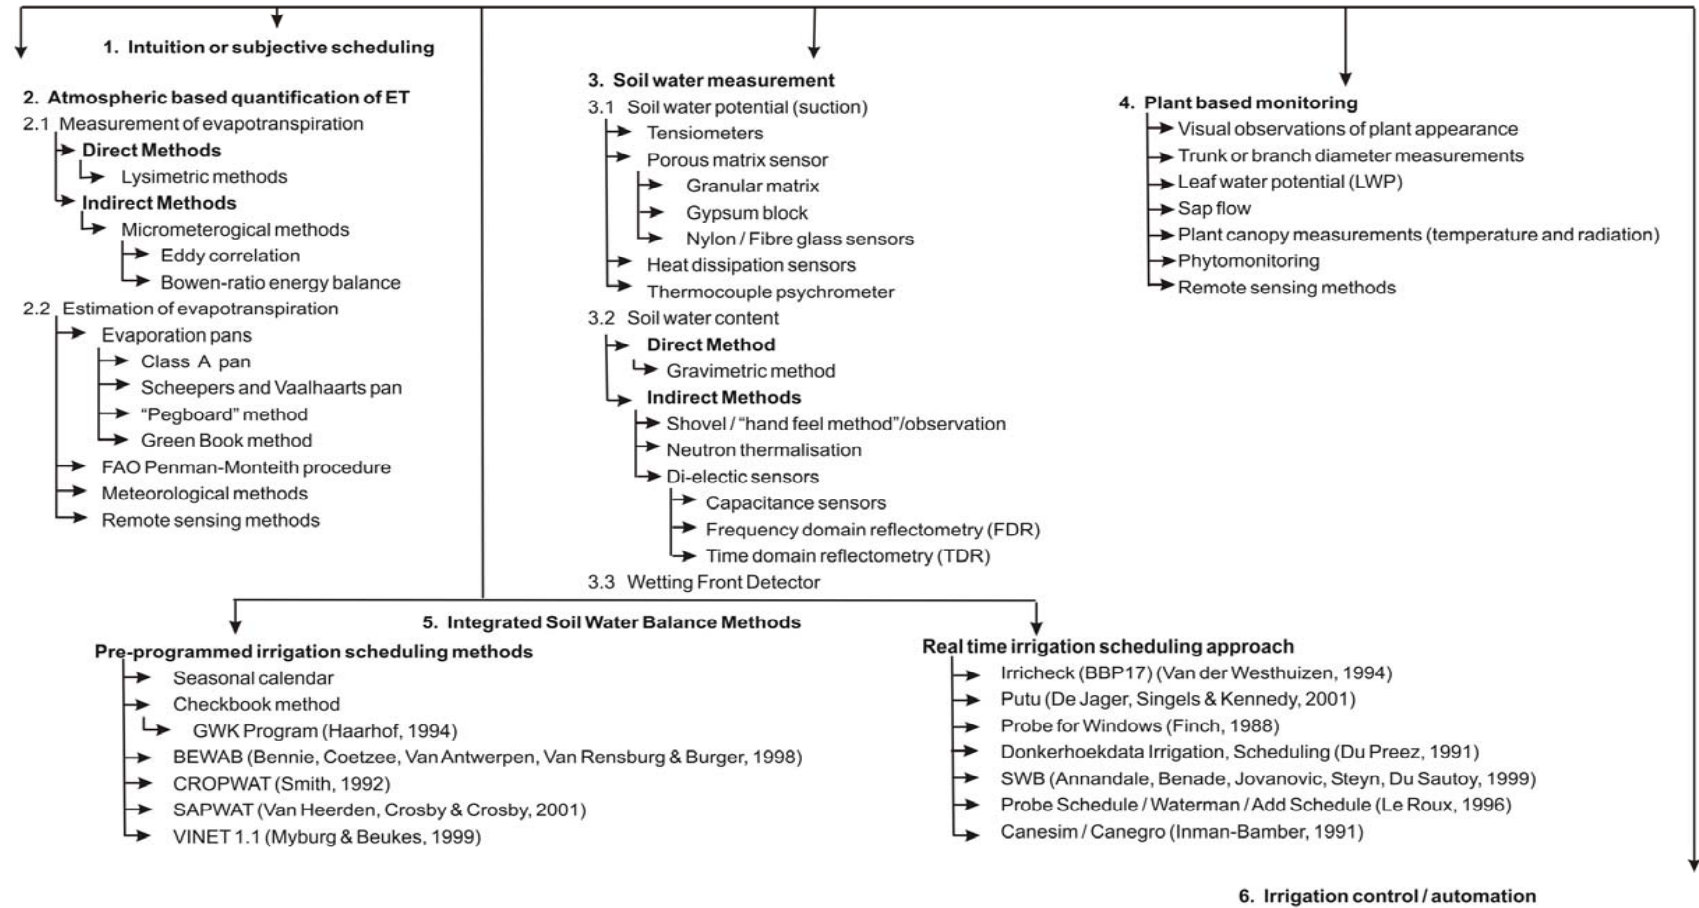 1. Intuition or subjective scheduling
2. Atmospheric based quantification of ET
2.1 Measurement of evapotranspiration
Direct Methods
Lysimetric methods
Indirect Methods
Micrometerogical methods
Eddy correlation
Bowen-ratio energy balance
2.2 Estimation of evapotranspiration
Evaporation pans
Class A pan
Scheepers and Vaalhaarts pan
“Pegboard” method
Green Book method
FAO Penman-Monteith procedure
Meteorological methods
Remote sensing methods
3. Soil water measurement
3.1 Soil water potential (suction)
Tensiometers
Porous matrix sensor
Granular matrix
Gypsum block
Nylon / Fibre glass sensors
Heat dissipation sensors
Thermocouple psychrometer
3.2 Soil water content
Direct Method
Gravimetric method
Indirect Methods
Shovel / “hand feel method”/observation
Neutron thermalisation
Di-electic sensors
Capacitance sensors
Frequency domain reflectometry (FDR)
Time domain reflectometry (TDR)
3.3 Wetting Front Detector
4. Plant based monitoring
Visual observations of plant appearance
Trunk or branch diameter measurements
Leaf water potential (LWP)
Sap flow
Plant canopy measurements (temperature and radiation)
Phytomonitoring
Remote sensing methods
5. Integrated Soil Water Balance Methods
Pre-programmed irrigation scheduling methods
Seasonal calendar
Checkbook method
GWK Program (Haarhof, 1994)
BEWAB (Bennie, Coetzee, Van Antwerpen, Van Rensburg & Burger, 1998)
CROPWAT (Smith, 1992)
SAPWAT (Van Heerden, Crosby & Crosby, 2001)
VINET 1.1 (Myburg & Beukes, 1999)
Real time irrigation scheduling approach
Irricheck (BBP17) (Van der Westhuizen, 1994)
Putu (De Jager, Singels & Kennedy, 2001)
Probe for Windows (Finch, 1988)
Donkerhoekdata Irrigation, Scheduling (Du Preez, 1991)
SWB (Annandale, Benade, Jovanovic, Steyn, Du Sautoy, 1999)
Probe Schedule / Waterman / Add Schedule (Le Roux, 1996)
Canesim / Canegro (Inman-Bamber, 1991)
6. Irrigation control / automation